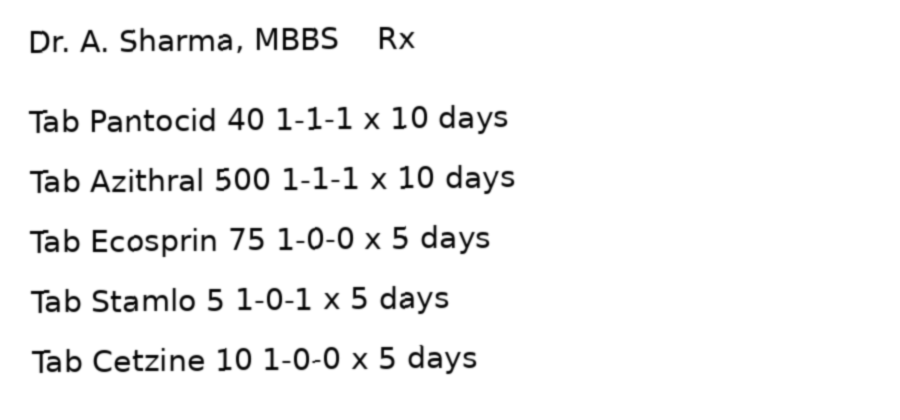 Dr. A. Sharma, MBBS Rx
Tab Pantocid 40 1-1-1 x 10 days
Tab Azithral 500 1-1-1 x 10 days
Tab Ecosprin 75 1-0-0 x 5 days
Tab Stamlo 5 1-0-1 x 5 days
Tab Cetzine 10 1-0-0 x 5 days